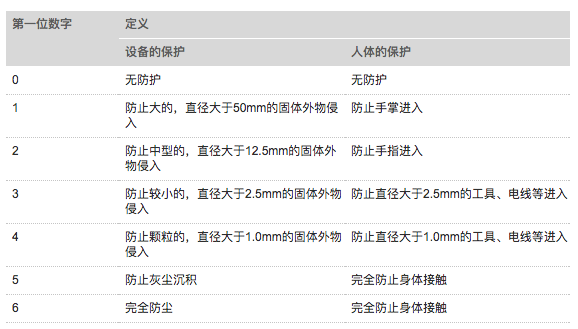 第一位数字 定义
设备的保护 人体的保护
0 无防护 无防护
1 防止大的，直径大于50mm的固体外物侵 防止手掌进入
入
2 防止中型的，直径大于12.5mm的固体外 防止手指进入
物侵入
3 防止较小的，直径大于2.5mm的固体外物 防止直径大于2.5mm的工具、电线等进入
侵入
4 防止颗粒的，直径大于1.0mm的固体外物 防止直径大于1.0mm的工具、电线等进入
侵入
5 防止灰尘沉积 完全防止身体接触
6 完全防尘 完全防止身体接触